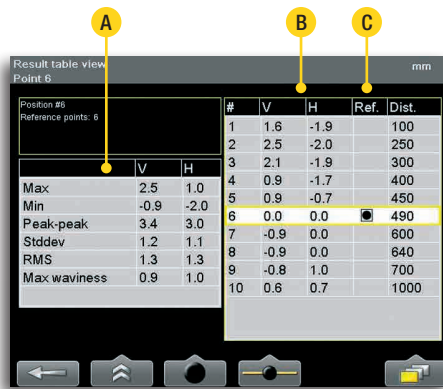 A B C
Result table view
Point 6
mm
Position #6
Reference points: 6
V H
Max 2.5 1.0
Min -0.9 -2.0
Peak-peak 3.4 3.0
Stddev 1.2 1.1
RMS 1.3 1.3
Max waviness 0.9 1.0
# V H Ref. Dist.
1 1.6 -1.9 100
2 2.5 -2.0 250
3 2.1 -1.9 300
4 0.9 -1.7 400
5 0.9 -0.7 450
6 0.0 0.0 490
7 -0.9 0.0 600
8 -0.9 0.0 640
9 -0.8 1.0 700
10 0.6 0.7 1000